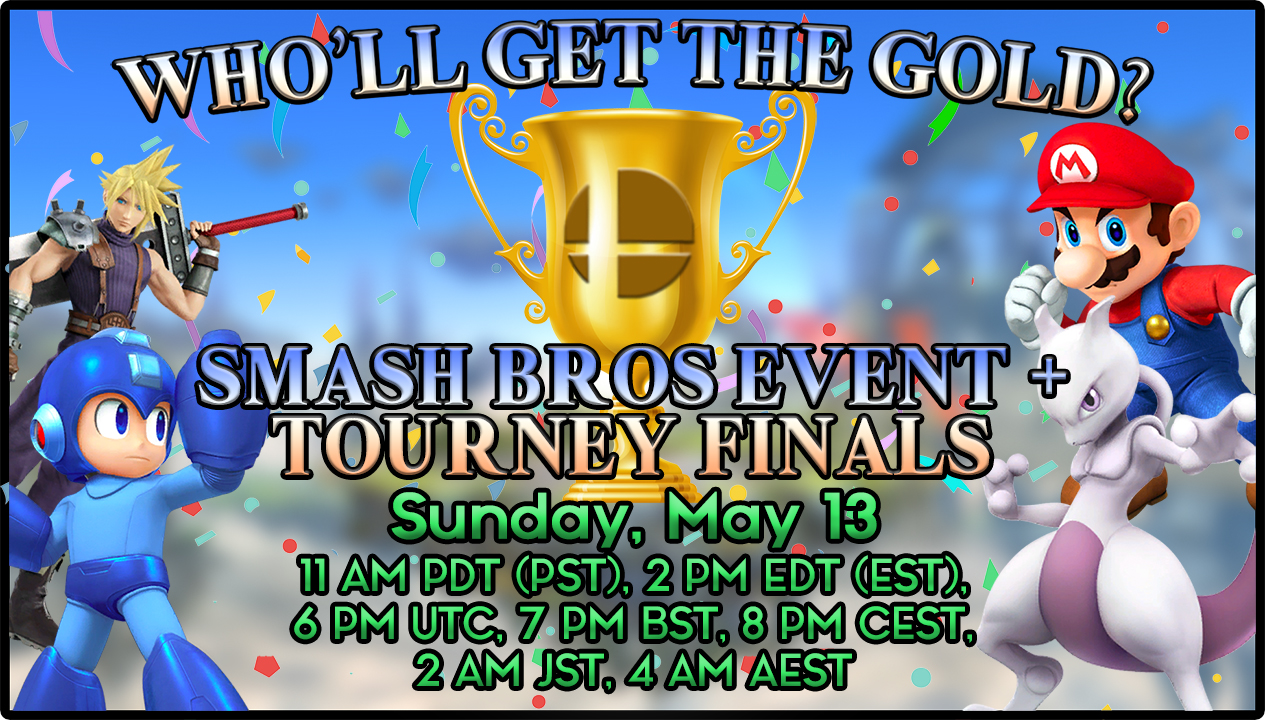 WHO'LL GET THE GOLD?
M
SMASH BROS EVENT +
TOURNEY FINALS
Sunday, May 13
11 AM PDT (PST), 2 PM EDT (EST),
6 PM UTC, 7 PM BST, 8 PM CEST,
2 AM JST, 4 AM AEST